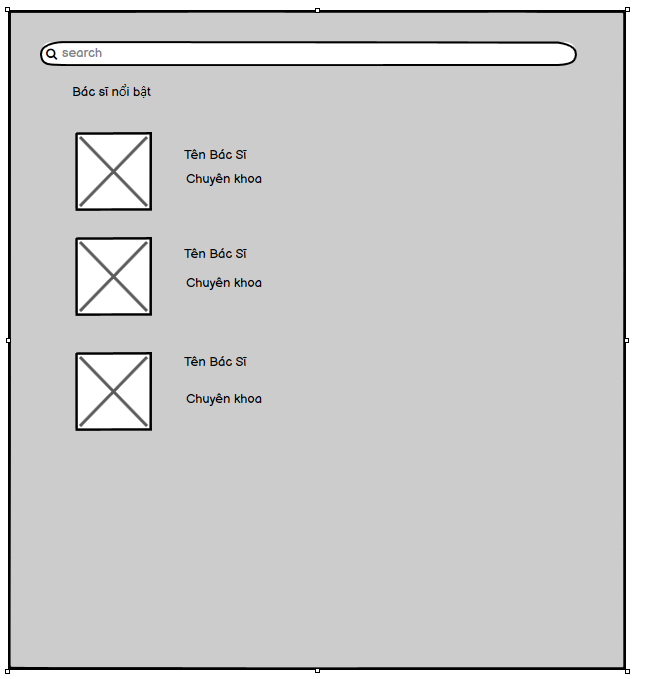 search
Bác sĩ nổi bật
Tên Bác Sĩ
Chuyên khoa
Tên Bác Sĩ
Chuyên khoa
Tên Bác Sĩ
Chuyên khoa